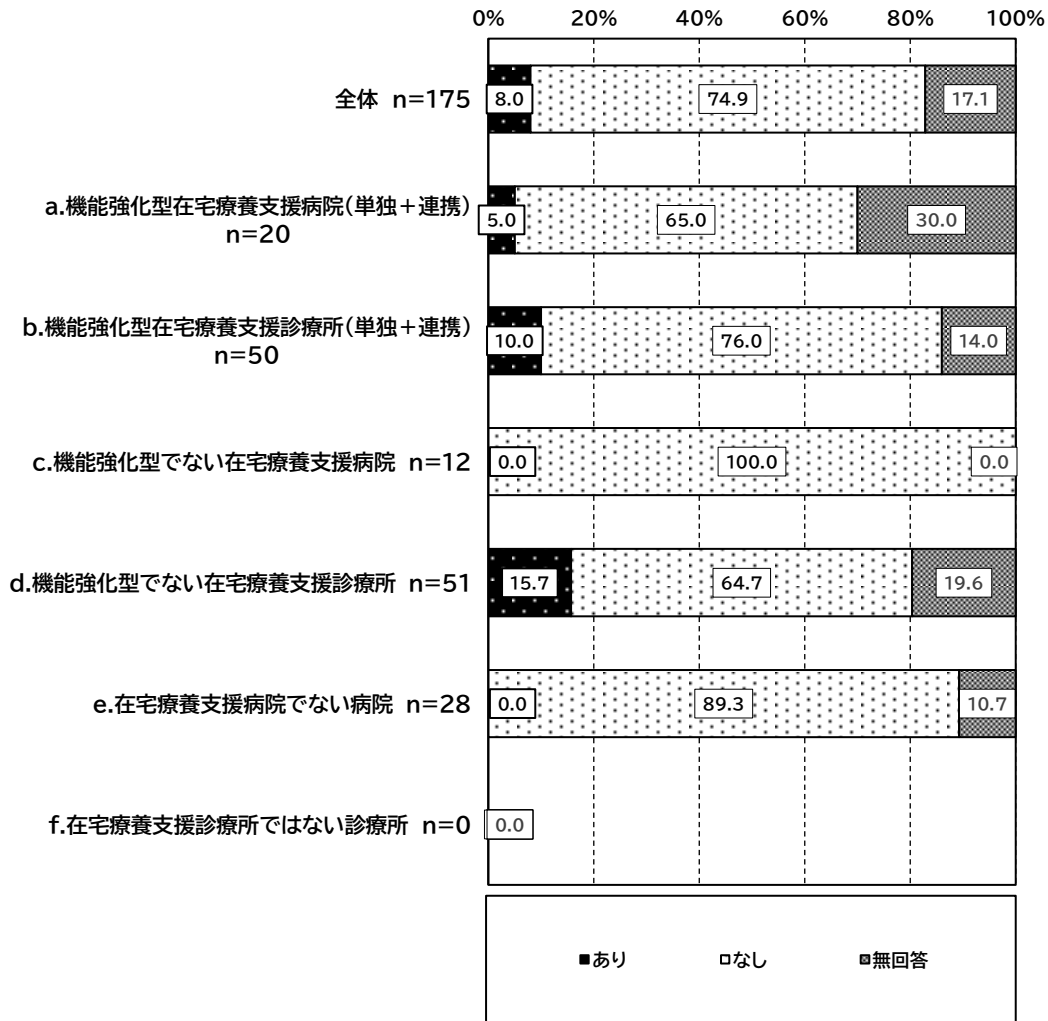 0% 20% 40% 60% 80% 100%
全体 n=175 8.0 74.9 17.1
a.機能強化型在宅療養支援病院(単独+連携)
n=20
5.0 65.0 30.0
b.機能強化型在宅療養支援診療所(単独+連携)
n=50
10.0 76.0 14.0
c.機能強化型でない在宅療養支援病院 n=12 0.0 100.0 0.0
d.機能強化型でない在宅療養支援診療所 n=51 15.7 64.7 19.6
e.在宅療養支援病院でない病院 n=28 0.0 89.3 10.7
f.在宅療養支援診療所ではない診療所 n=0 0.0
あり なし 無回答